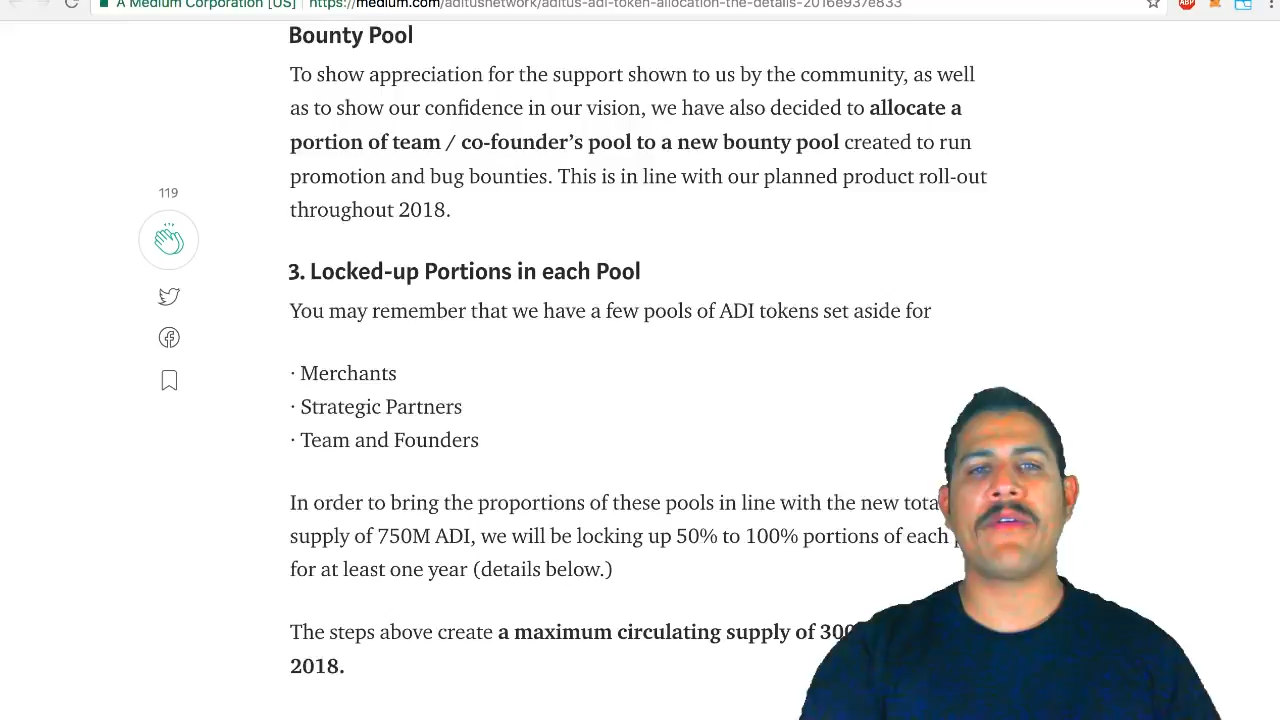 A Medium Corporation [US]
https://medium.com/aditusnetwork/aditus-adi-token-allocation-the-details-2016e937e833
ABP
Bounty Pool
To show appreciation for the support shown to us by the community, as well
as to show our confidence in our vision, we have also decided to allocate a
portion of team / co-founder's pool to a new bounty pool created to run
promotion and bug bounties. This is in line with our planned product roll-out
throughout 2018.
119
3. Locked-up Portions in each Pool
You may remember that we have a few pools of ADI tokens set aside for
· Merchants
· Strategic Partners
· Team and Founders
In order to bring the proportions of these pools in line with the new
supply of 750M ADI, we will be locking up 50% to 100% portions of each
for at least one year (details below.)
The steps above create a maximum circulating supply of
2018.